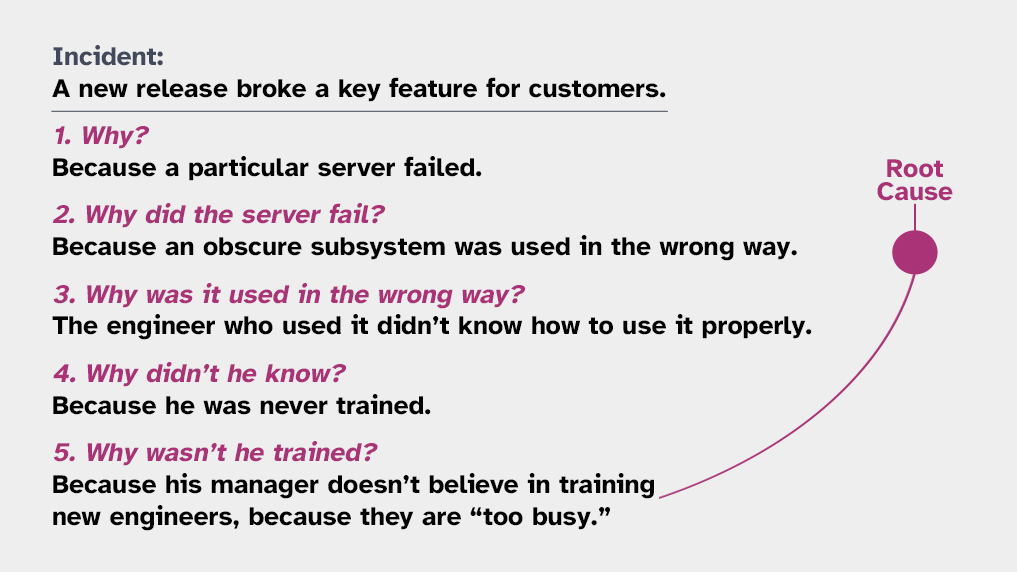 Incident:
A new release broke a key feature for customers.
1. Why?
Because a particular server failed.
2. Why did the server fail?
Because an obscure subsystem was used in the wrong way.
3. Why was it used in the wrong way?
The engineer who used it didn’t know how to use it properly.
4. Why didn’t he know?
Because he was never trained.
5. Why wasn’t he trained?
Because his manager doesn’t believe in training
new engineers, because they are “too busy.”
Root
Cause